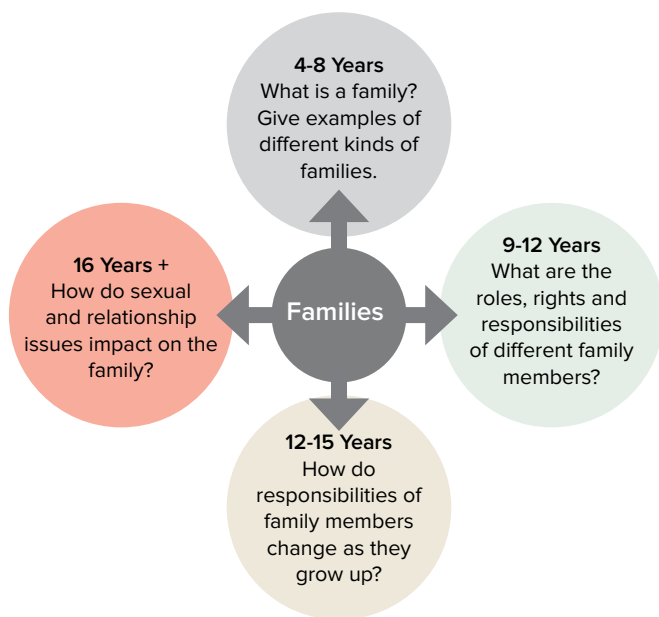 4-8 Years
What is a family?
Give examples of
different kinds of
families.
16 Years +
How do sexual
and relationship
issues impact on the
family?
Families
9-12 Years
What are the
roles, rights and
responsibilities
of different family
members?
12-15 Years
How do
responsibilities of
family members
change as they
grow up?